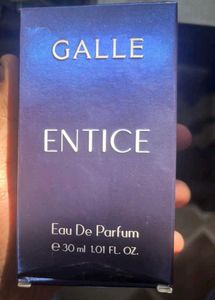 GALLE
ENTICE
Eau De Parfum
℮ 30 ml 1.01 FL. OZ.